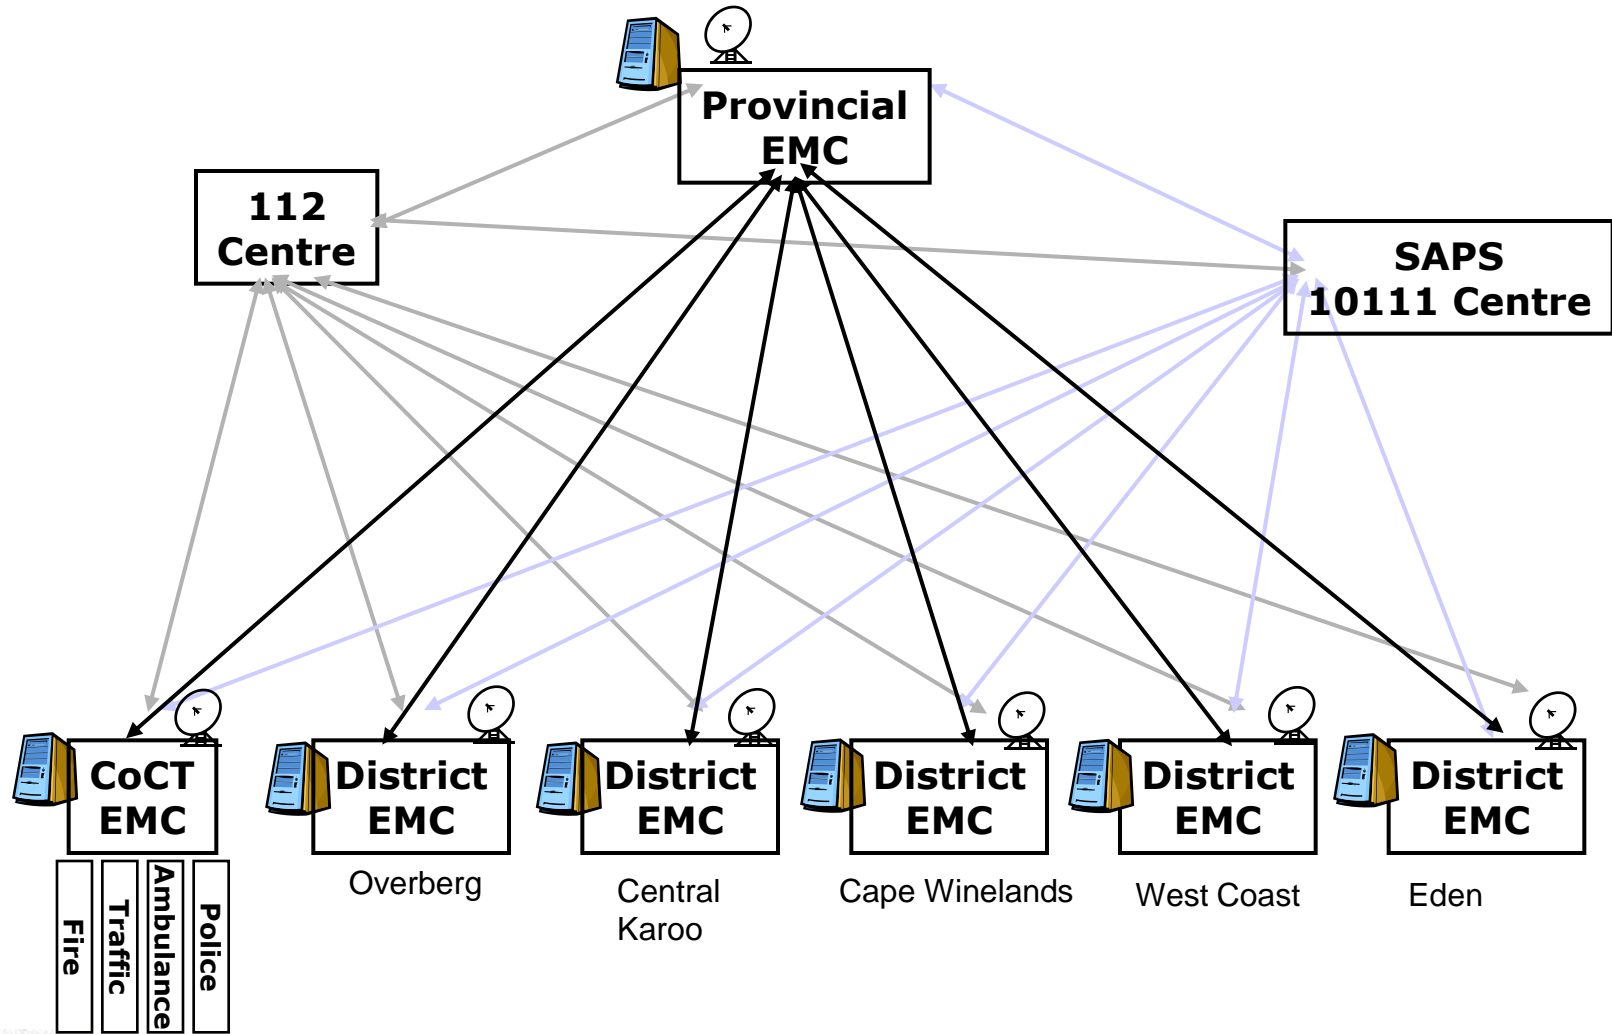 Provincial
EMC
112
Centre
SAPS
10111 Centre
CoCT
EMC
District
EMC
District
EMC
District
EMC
District
EMC
District
EMC
Overberg
Central
Karoo
Cape Winelands
West Coast
Eden
Fire
Traffic
Ambulance
Police